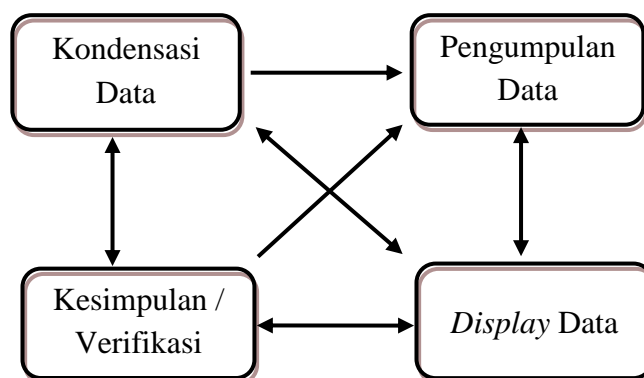 Kondensasi
Data
Pengumpulan
Data
Kesimpulan /
Verifikasi
Display Data